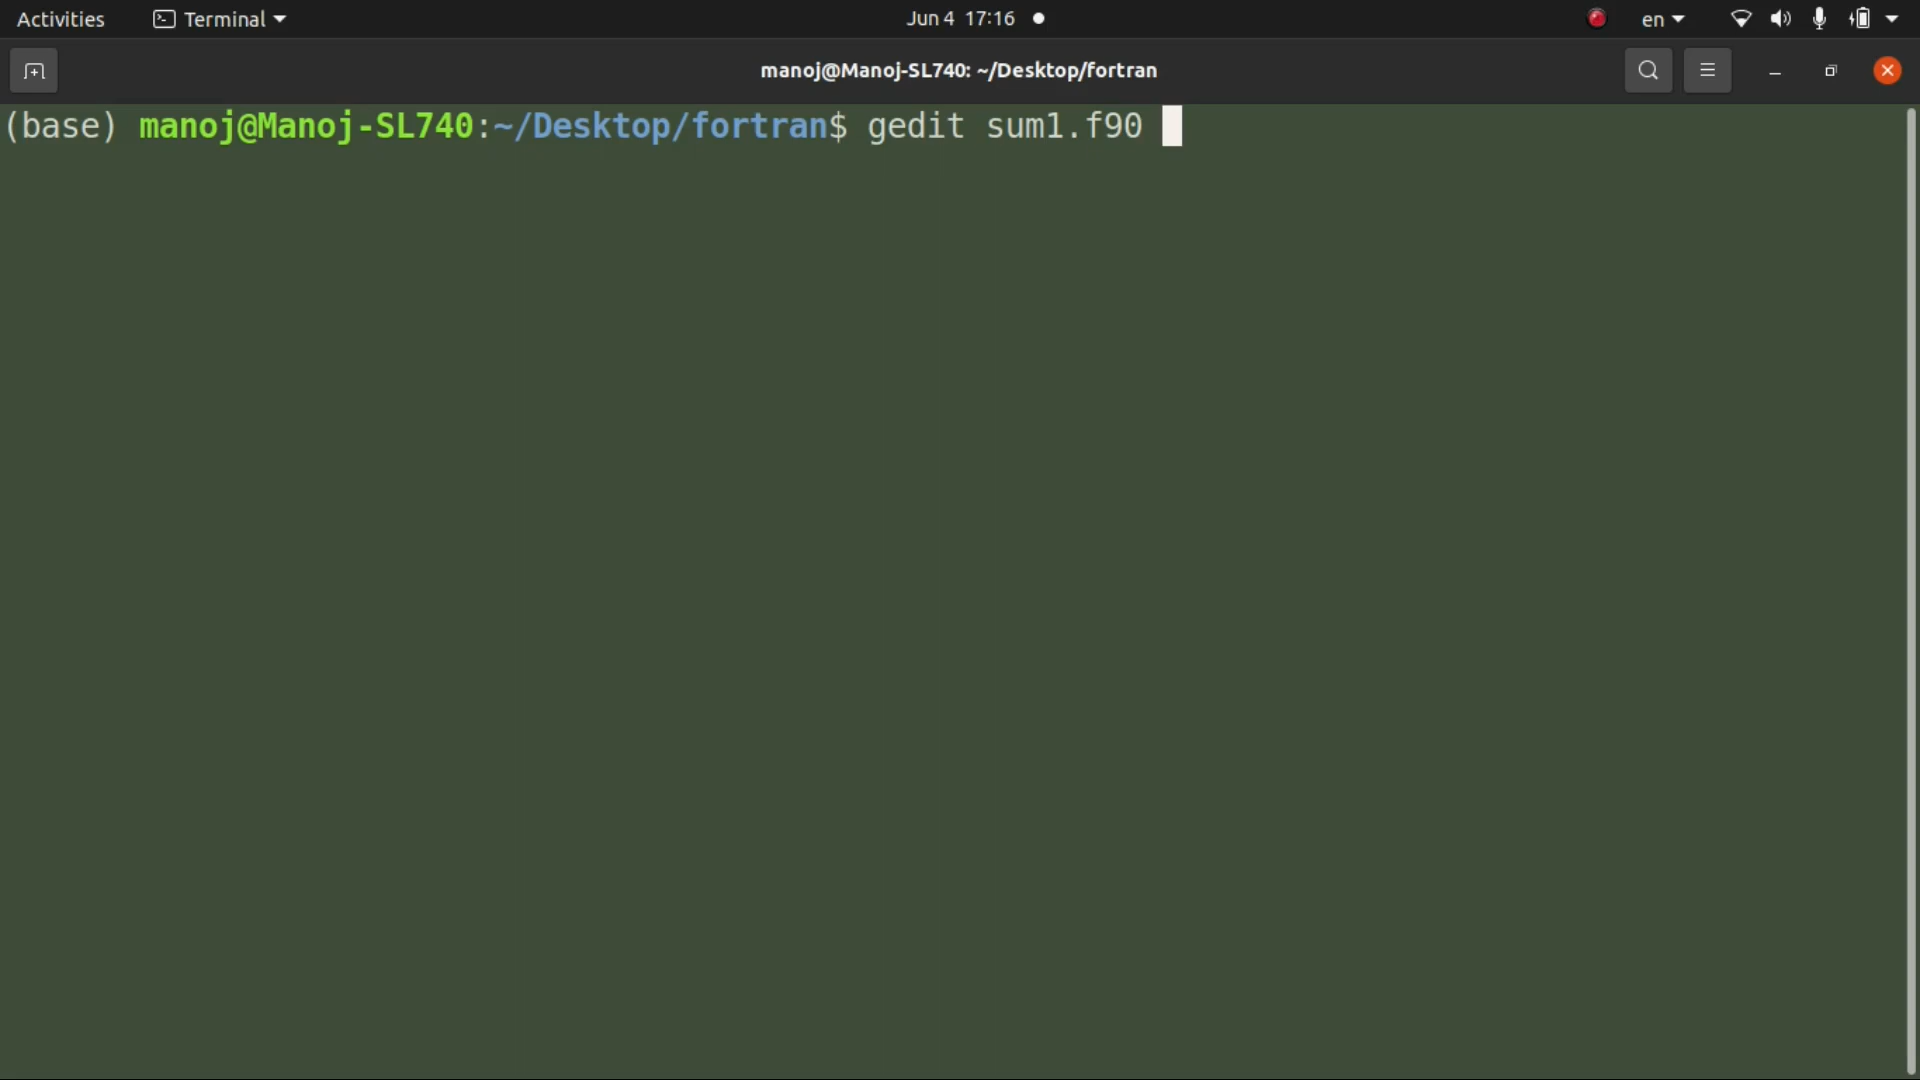 Activities Terminal Jun 4 17:16 en
manoj@Manoj-SL740: ~/Desktop/fortran
(base) manoj@Manoj-SL740:~/Desktop/fortran$ gedit sum1.f90